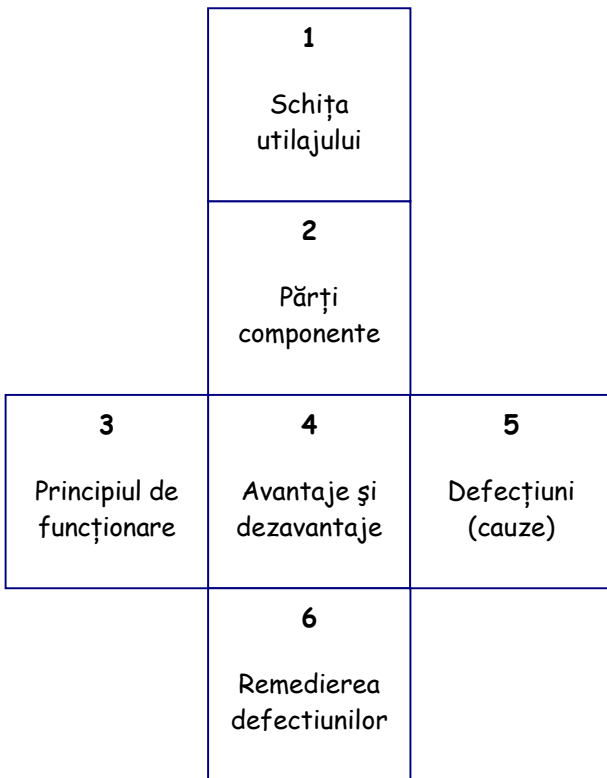 1
Schița
utilajului
2
Părți
componente
3
Principiul de
funcționare
4
Avantaje şi
dezavantaje
5
Defecțiuni
(cauze)
6
Remedierea
defectiunilor